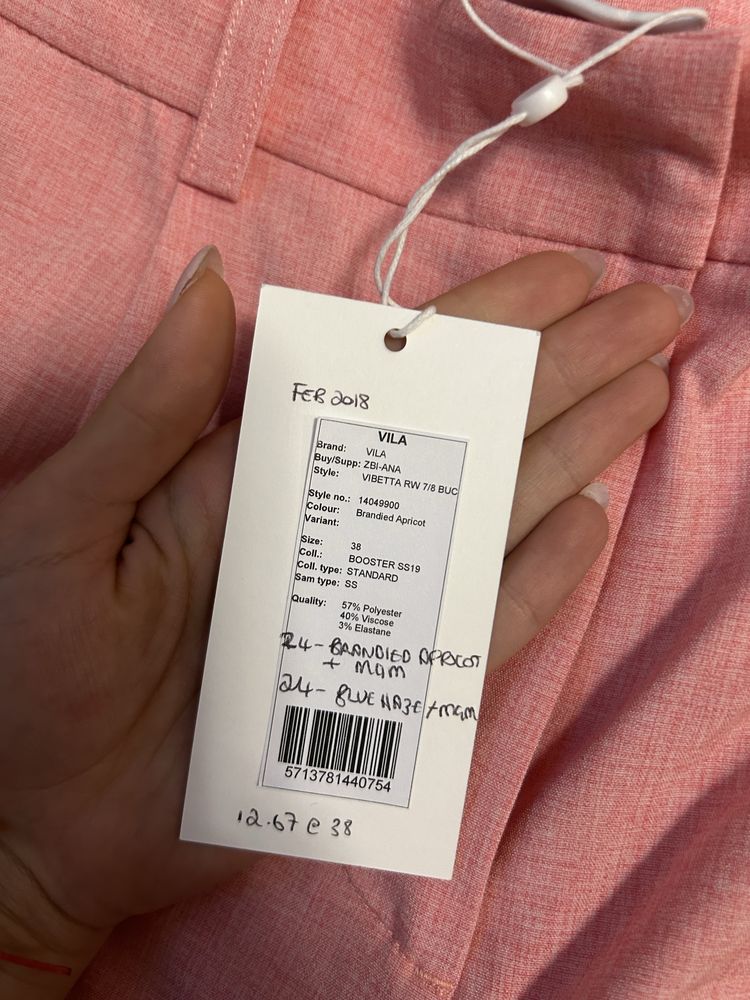 FEB 2018
VILA
Brand: VILA
Buy/Supp: ZBI-ANA
Style: VIBETTA RW 7/8 BUC
Style no.: 14049900
Colour: Brandied Apricot
Variant:
Size: 38
Coll.: BOOSTER SS19
Coll. type: STANDARD
Sam type: SS
Quality: 57% Polyester
40% Viscose
3% Elastane
24 - BRANDIED APRICOT
+ MGM
24 - BLUE HAZE + MGM
5713781440754
12.67 @ 38